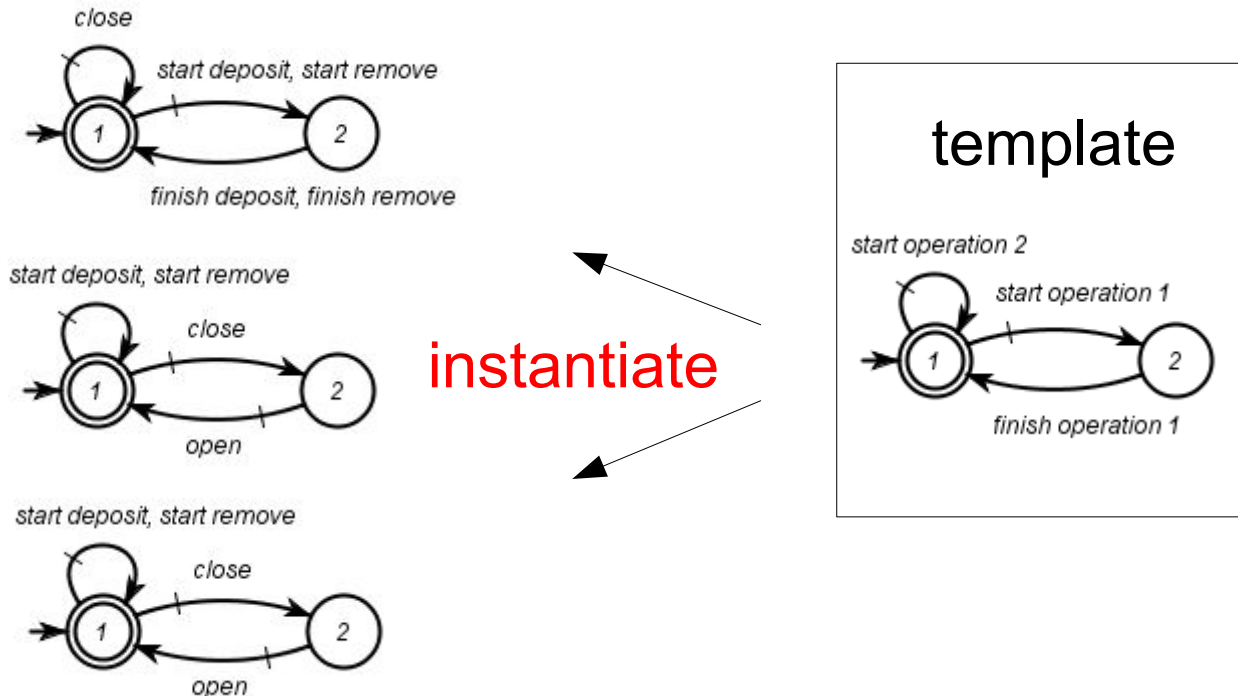 close
start deposit, start remove
1
2
finish deposit, finish remove
start deposit, start remove
close
1
2
open
start deposit, start remove
close
1
2
open
instantiate
template
start operation 2
start operation 1
1
2
finish operation 1